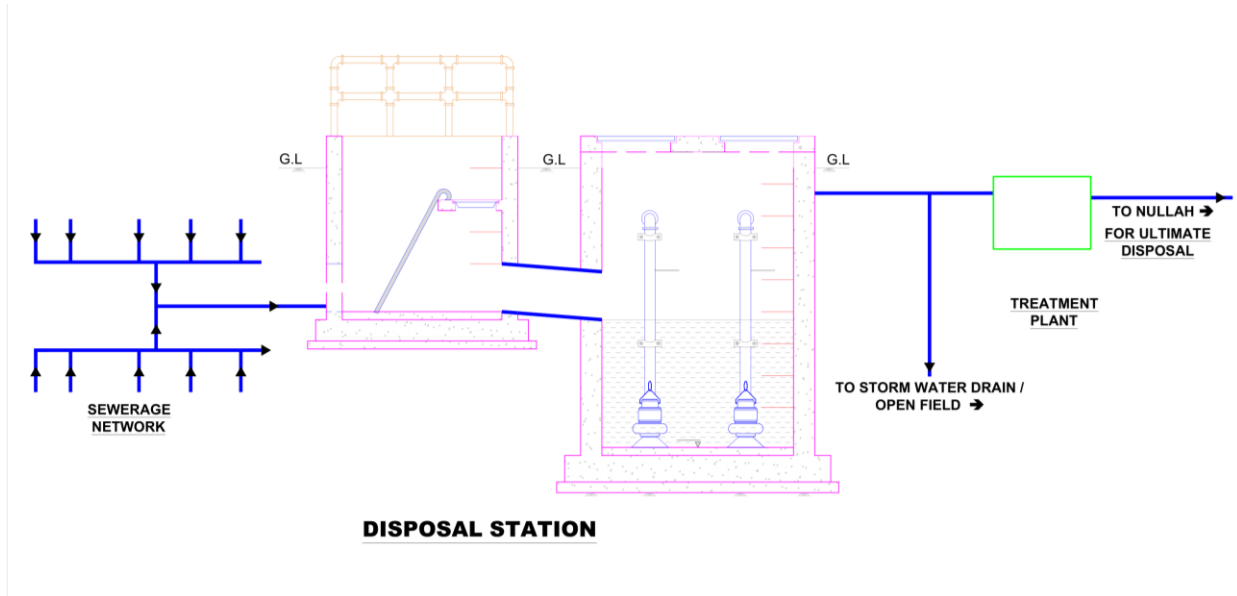 G.L
G.L
G.L
SEWERAGE
NETWORK
TO NULLAH ➔
FOR ULTIMATE
DISPOSAL
TREATMENT
PLANT
TO STORM WATER DRAIN /
OPEN FIELD ➔
DISPOSAL STATION